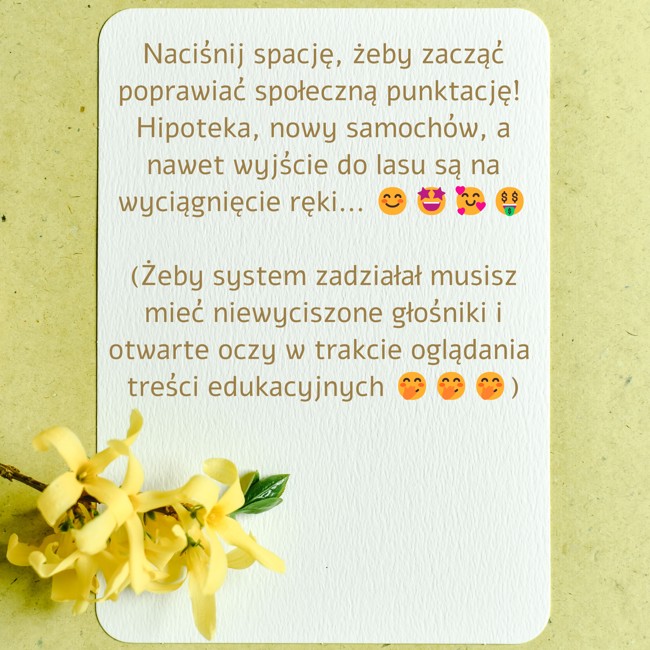 Naciśnij spację, żeby zacząć
poprawiać społeczną punktację!
Hipoteka, nowy samochów, a
nawet wyjście do lasu są na
wyciągnięcie ręki... 😊 🤩 🥰 🤑
(Żeby system zadziałał musisz
mieć niewyciszone głośniki i
otwarte oczy w trakcie oglądania
treści edukacyjnych 🤭 🤭 🤭 )